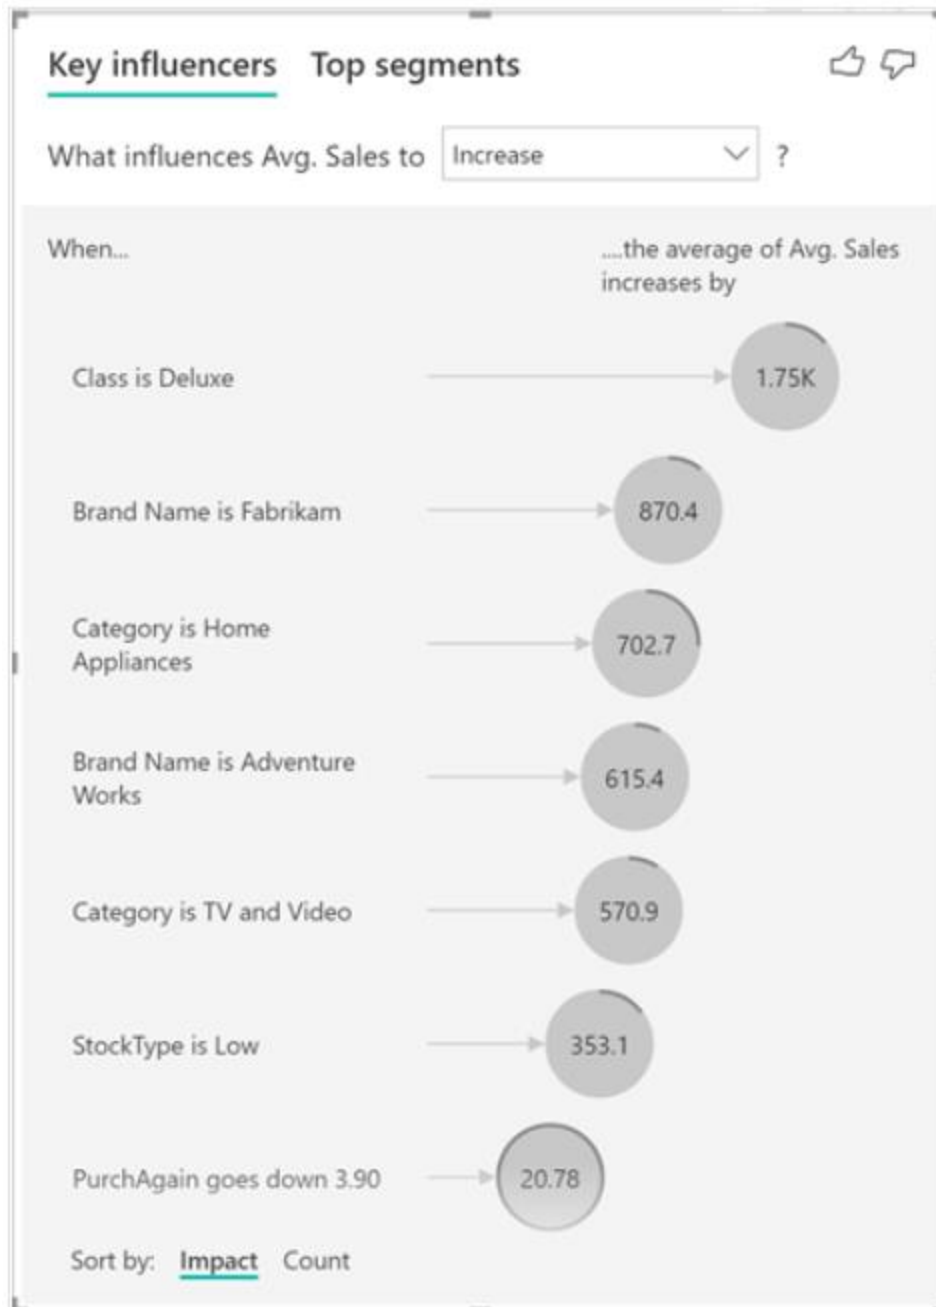 Key influencers Top segments
What influences Avg. Sales to Increase ?
When...
....the average of Avg. Sales
increases by
Class is Deluxe 1.75K
Brand Name is Fabrikam 870.4
Category is Home
Appliances
702.7
Brand Name is Adventure
Works
615.4
Category is TV and Video 570.9
StockType is Low 353.1
PurchAgain goes down 3.90 20.78
Sort by: Impact Count